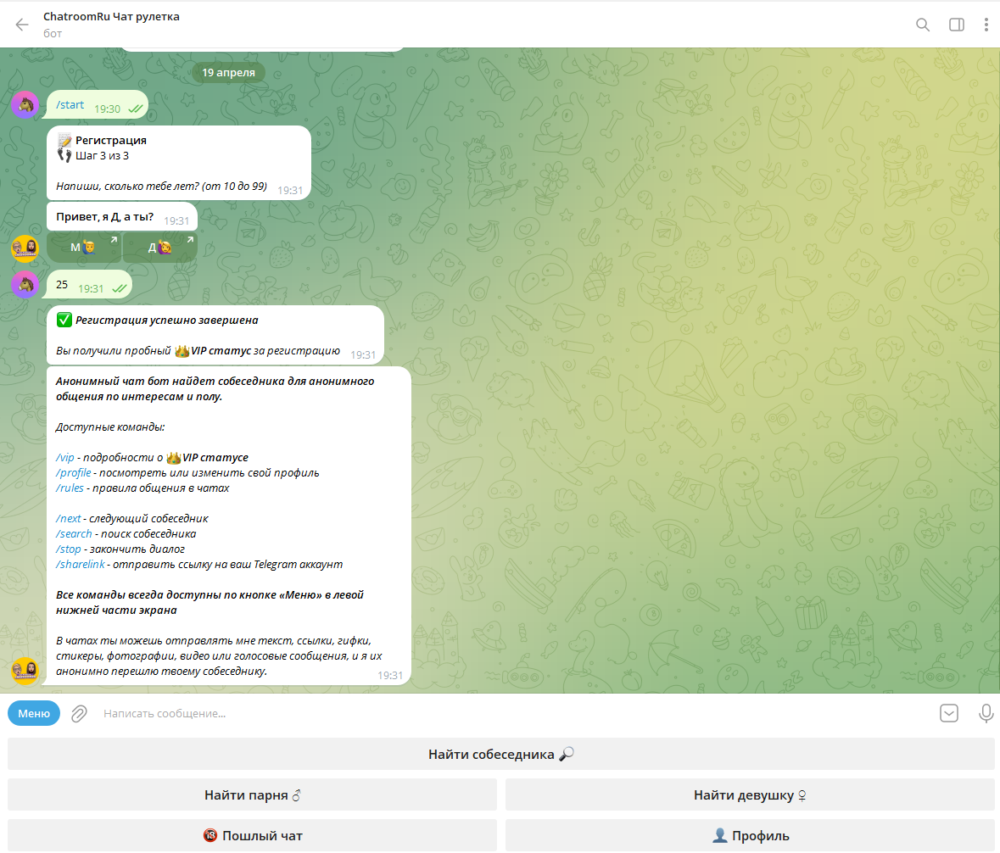 ChatroomRu Чат рулетка
бот
19 апреля
/start 19:30
Регистрация
Шаг 3 из 3
Напиши, сколько тебе лет? (от 10 до 99) 19:31
Привет, я Д, а ты? 19:31
М Д
25 19:31
Регистрация успешно завершена
Вы получили пробный VIP статус за регистрацию 19:31
Анонимный чат бот найдет собеседника для анонимного
общения по интересам и полу.
Доступные команды:
/vip - подробности о VIP статусе
/profile - посмотреть или изменить свой профиль
/rules - правила общения в чатах
/next - следующий собеседник
/search - поиск собеседника
/stop - закончить диалог
/sharelink - отправить ссылку на ваш Telegram аккаунт
Все команды всегда доступны по кнопке «Меню» в левой
нижней части экрана
В чатах ты можешь отправлять мне текст, ссылки, гифки,
стикеры, фотографии, видео или голосовые сообщения, и я их
анонимно перешлю твоему собеседнику. 19:31
Меню Написать сообщение...
Найти собеседника
Найти парня ♂ Найти девушку ♀
🔞 Пошлый чат Профиль